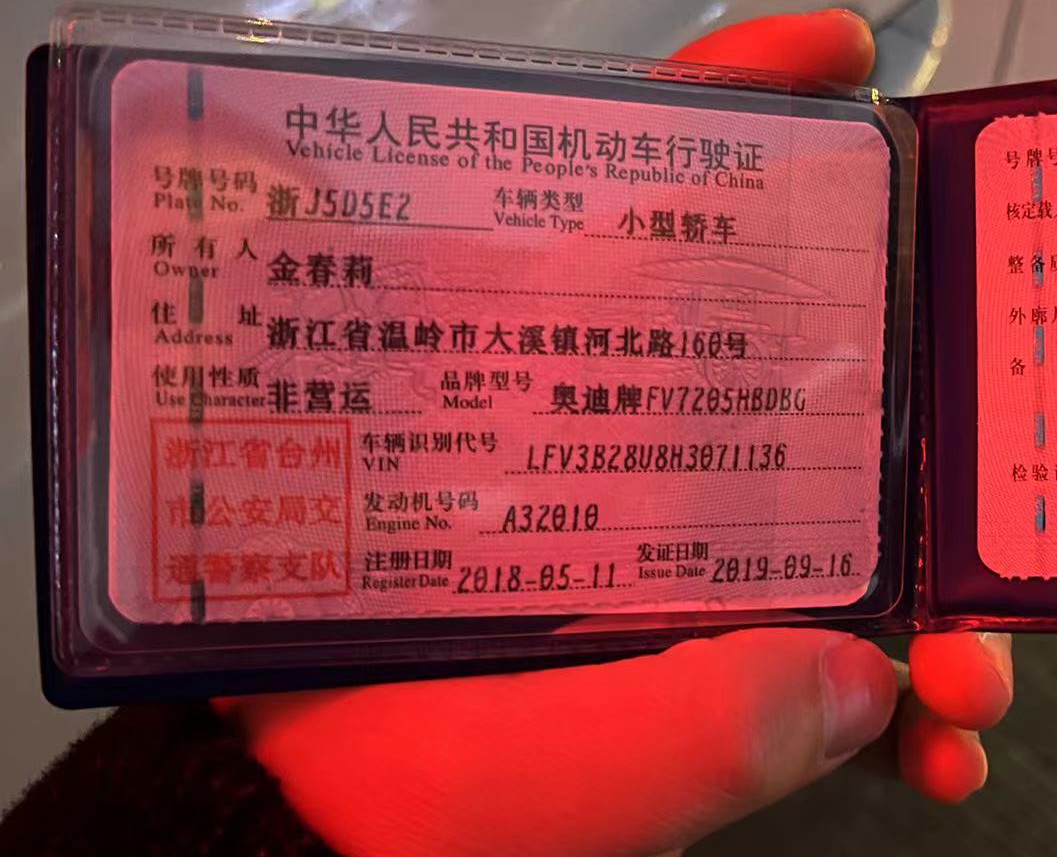 中华人民共和国机动车行驶证
Vehicle License of the People's Republic of China
号牌号码 浙J5D5E2 车辆类型 小型轿车
Plate No. Vehicle Type
所有人 金春莉
Owner
住址 浙江省温岭市大溪镇河北路160号
Address
使用性质 非营运 品牌型号 奥迪牌FV7205HBDBG
Use Character Model
浙江省台州
市公安局交
通警察支队
车辆识别代号 LFV3B28U8H3071136
VIN
发动机号码 A32010
Engine No.
注册日期 2018-05-11 发证日期 2019-09-16
Register Date Issue Date
号牌号
核定载
整备质
外廓尺
备
检验